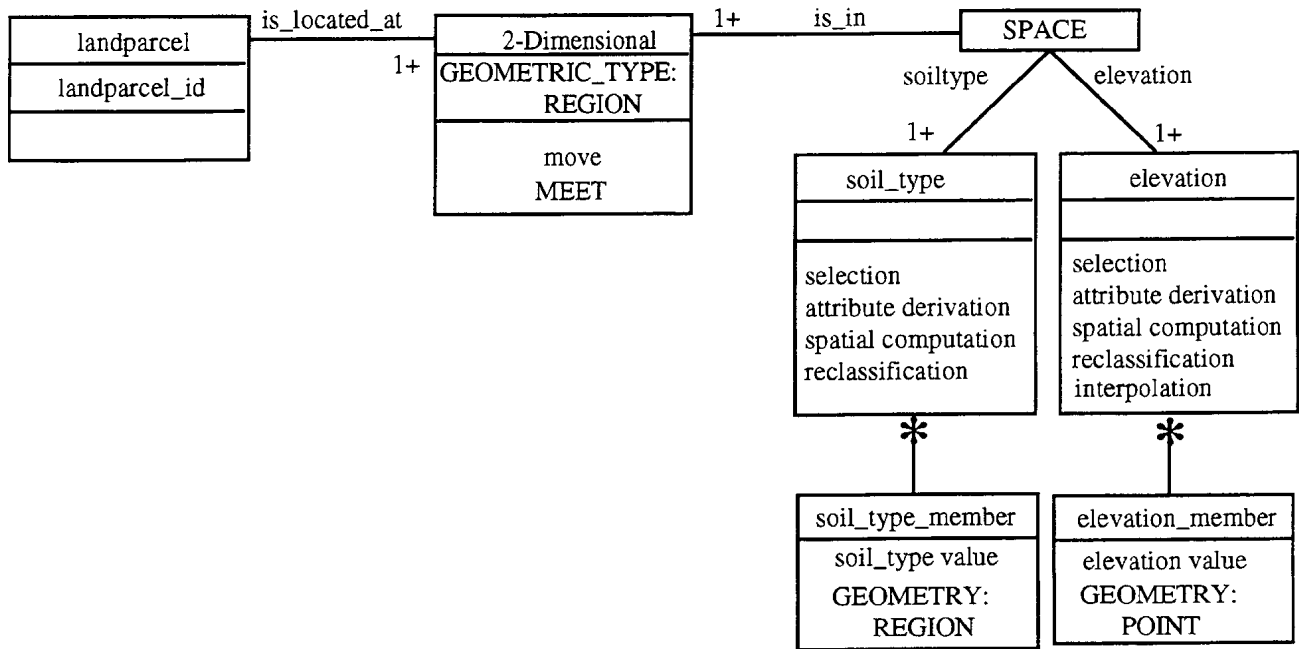 landparcel
landparcel_id
is_located_at
1+
2-Dimensional
GEOMETRIC_TYPE:
REGION
move
MEET
1+
is_in
SPACE
soiltype
elevation
1+
1+
soil_type
selection
attribute derivation
spatial computation
reclassification
elevation
selection
attribute derivation
spatial computation
reclassification
interpolation
*
*
soil_type_member
soil_type value
GEOMETRY:
REGION
elevation_member
elevation value
GEOMETRY:
POINT